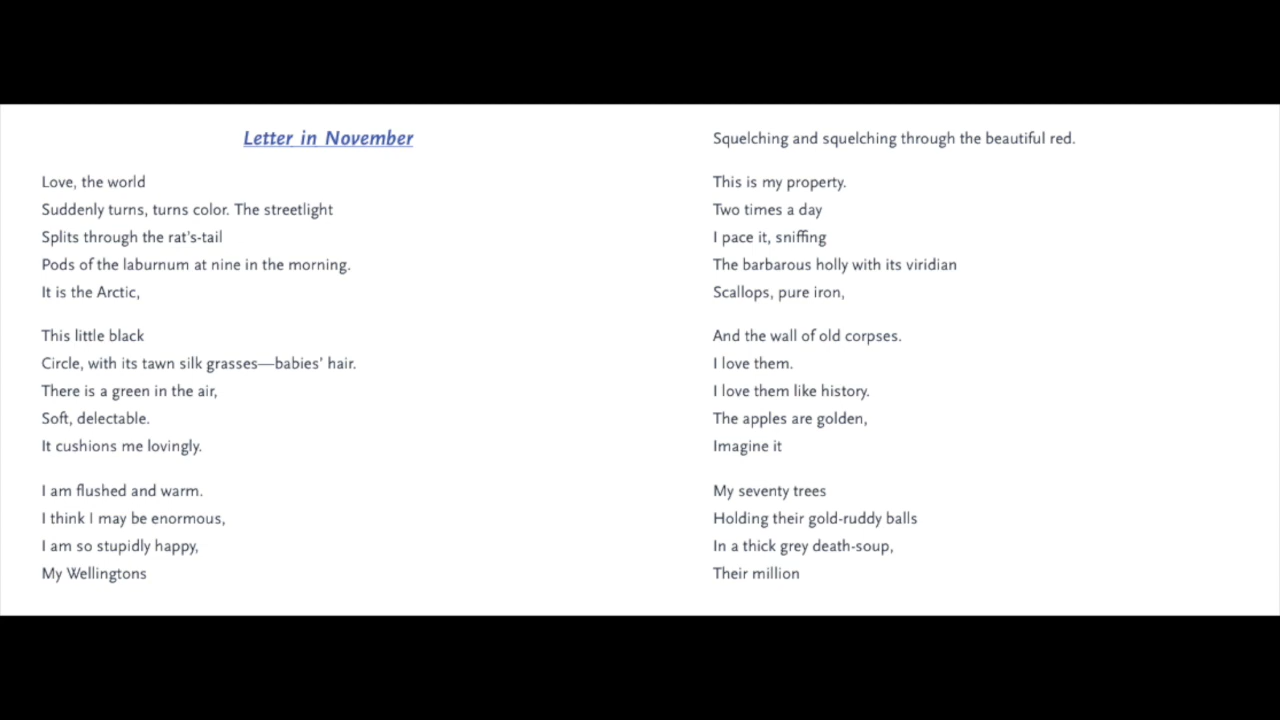 Letter in November
Love, the world
Suddenly turns, turns color. The streetlight
Splits through the rat's-tail
Pods of the laburnum at nine in the morning.
It is the Arctic,
This little black
Circle, with its tawn silk grasses—babies' hair.
There is a green in the air,
Soft, delectable.
It cushions me lovingly.
I am flushed and warm.
I think I may be enormous,
I am so stupidly happy,
My Wellingtons
Squelching and squelching through the beautiful red.
This is my property.
Two times a day
I pace it, sniffing
The barbarous holly with its viridian
Scallops, pure iron,
And the wall of old corpses.
I love them.
I love them like history.
The apples are golden,
Imagine it
My seventy trees
Holding their gold-ruddy balls
In a thick grey death-soup,
Their million